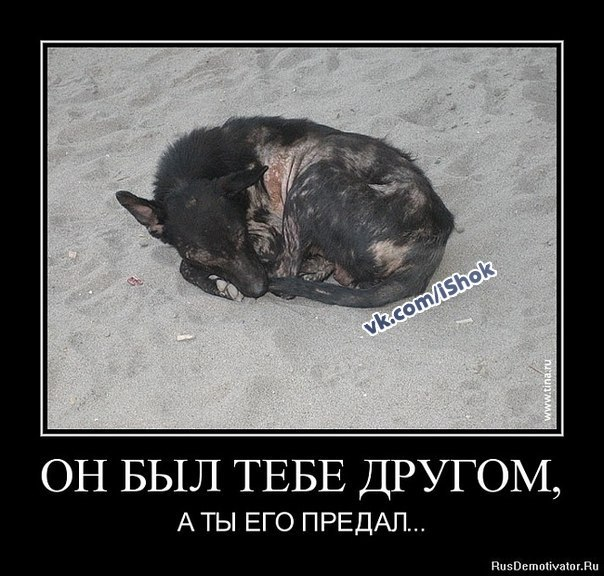 vk.com/iShok
www.tina.ru
ОН БЫЛ ТЕБЕ ДРУГОМ,
А ТЫ ЕГО ПРЕДАЛ...
RusDemotivator.Ru